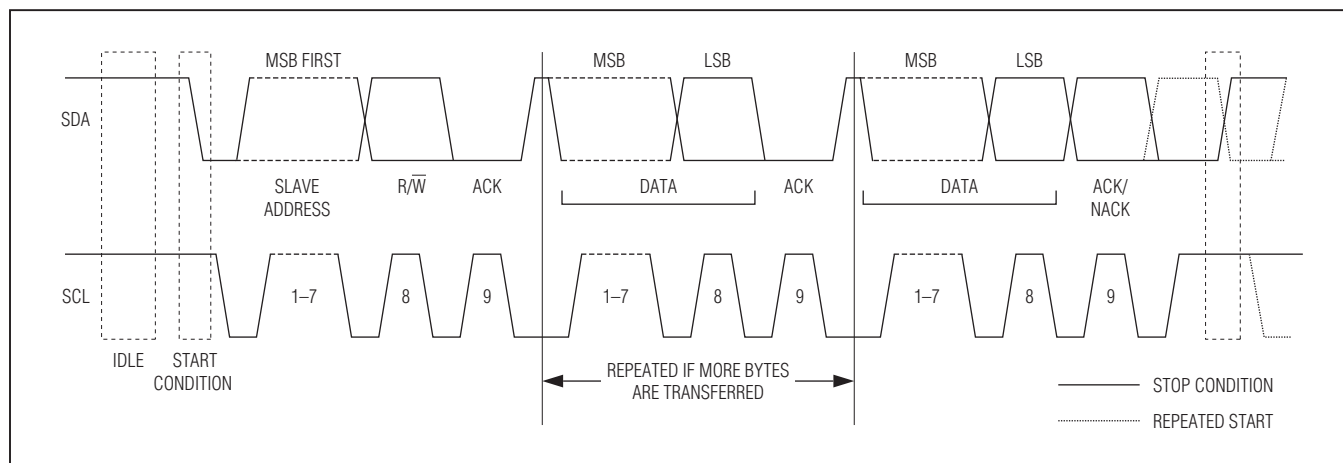 MSB FIRST
MSB
LSB
MSB
LSB
SDA
SLAVE
ADDRESS
R/W̅
ACK
DATA
ACK
DATA
ACK/
NACK
SCL
1–7
8
9
1–7
8
9
1–7
8
9
IDLE
START
CONDITION
REPEATED IF MORE BYTES
ARE TRANSFERRED
STOP CONDITION
REPEATED START